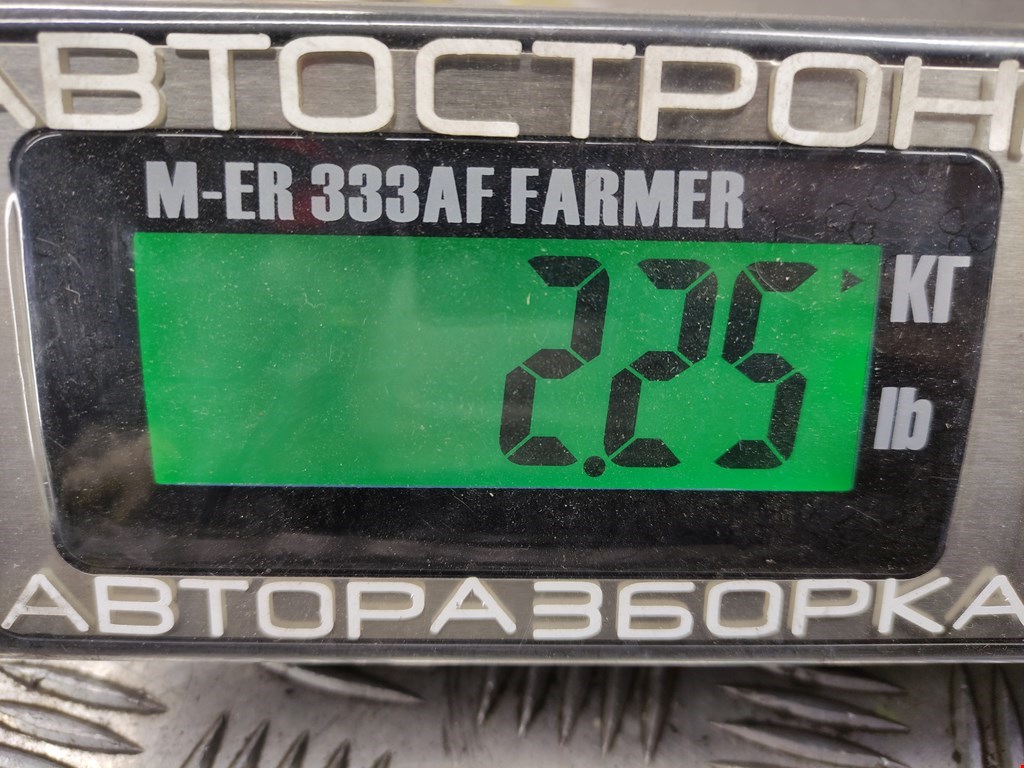 АВТОСТРОН
M-ER 333AF FARMER
2.25
КГ
lb
АВТОРАЗБОРКА